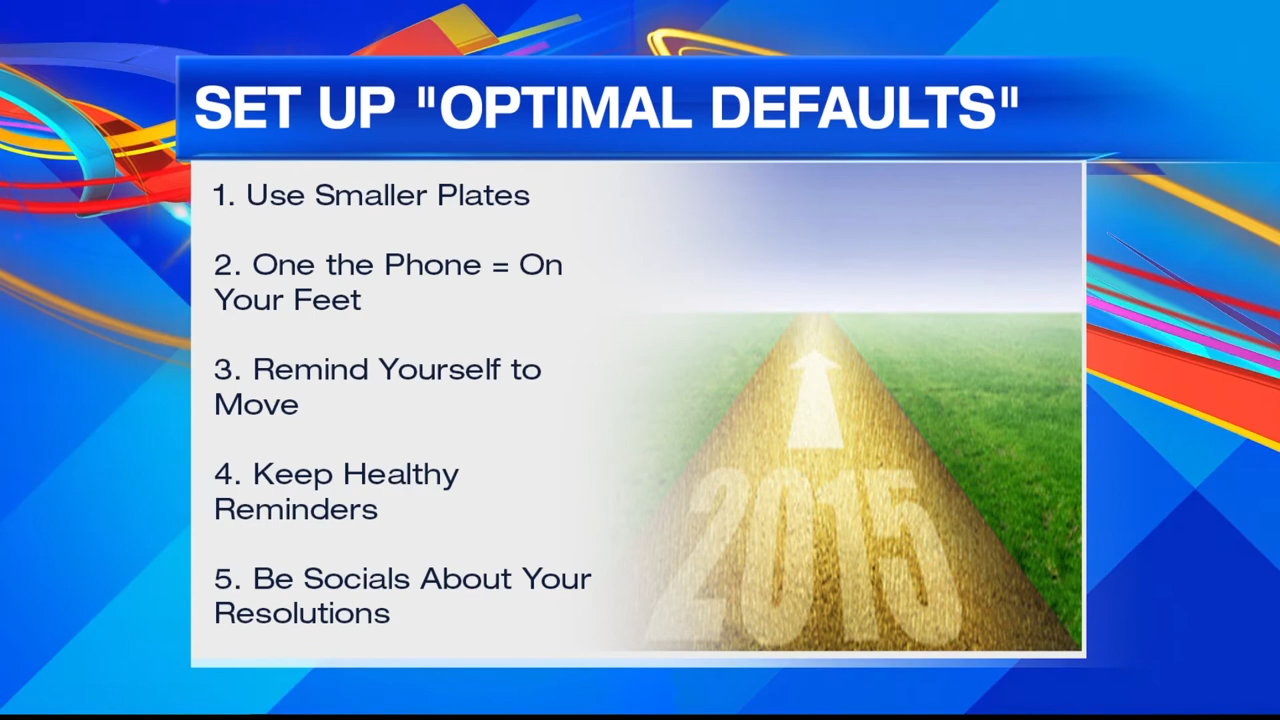 SET UP "OPTIMAL DEFAULTS"
1. Use Smaller Plates
2. One the Phone = On
Your Feet
3. Remind Yourself to
Move
4. Keep Healthy
Reminders
5. Be Socials About Your
Resolutions
2015